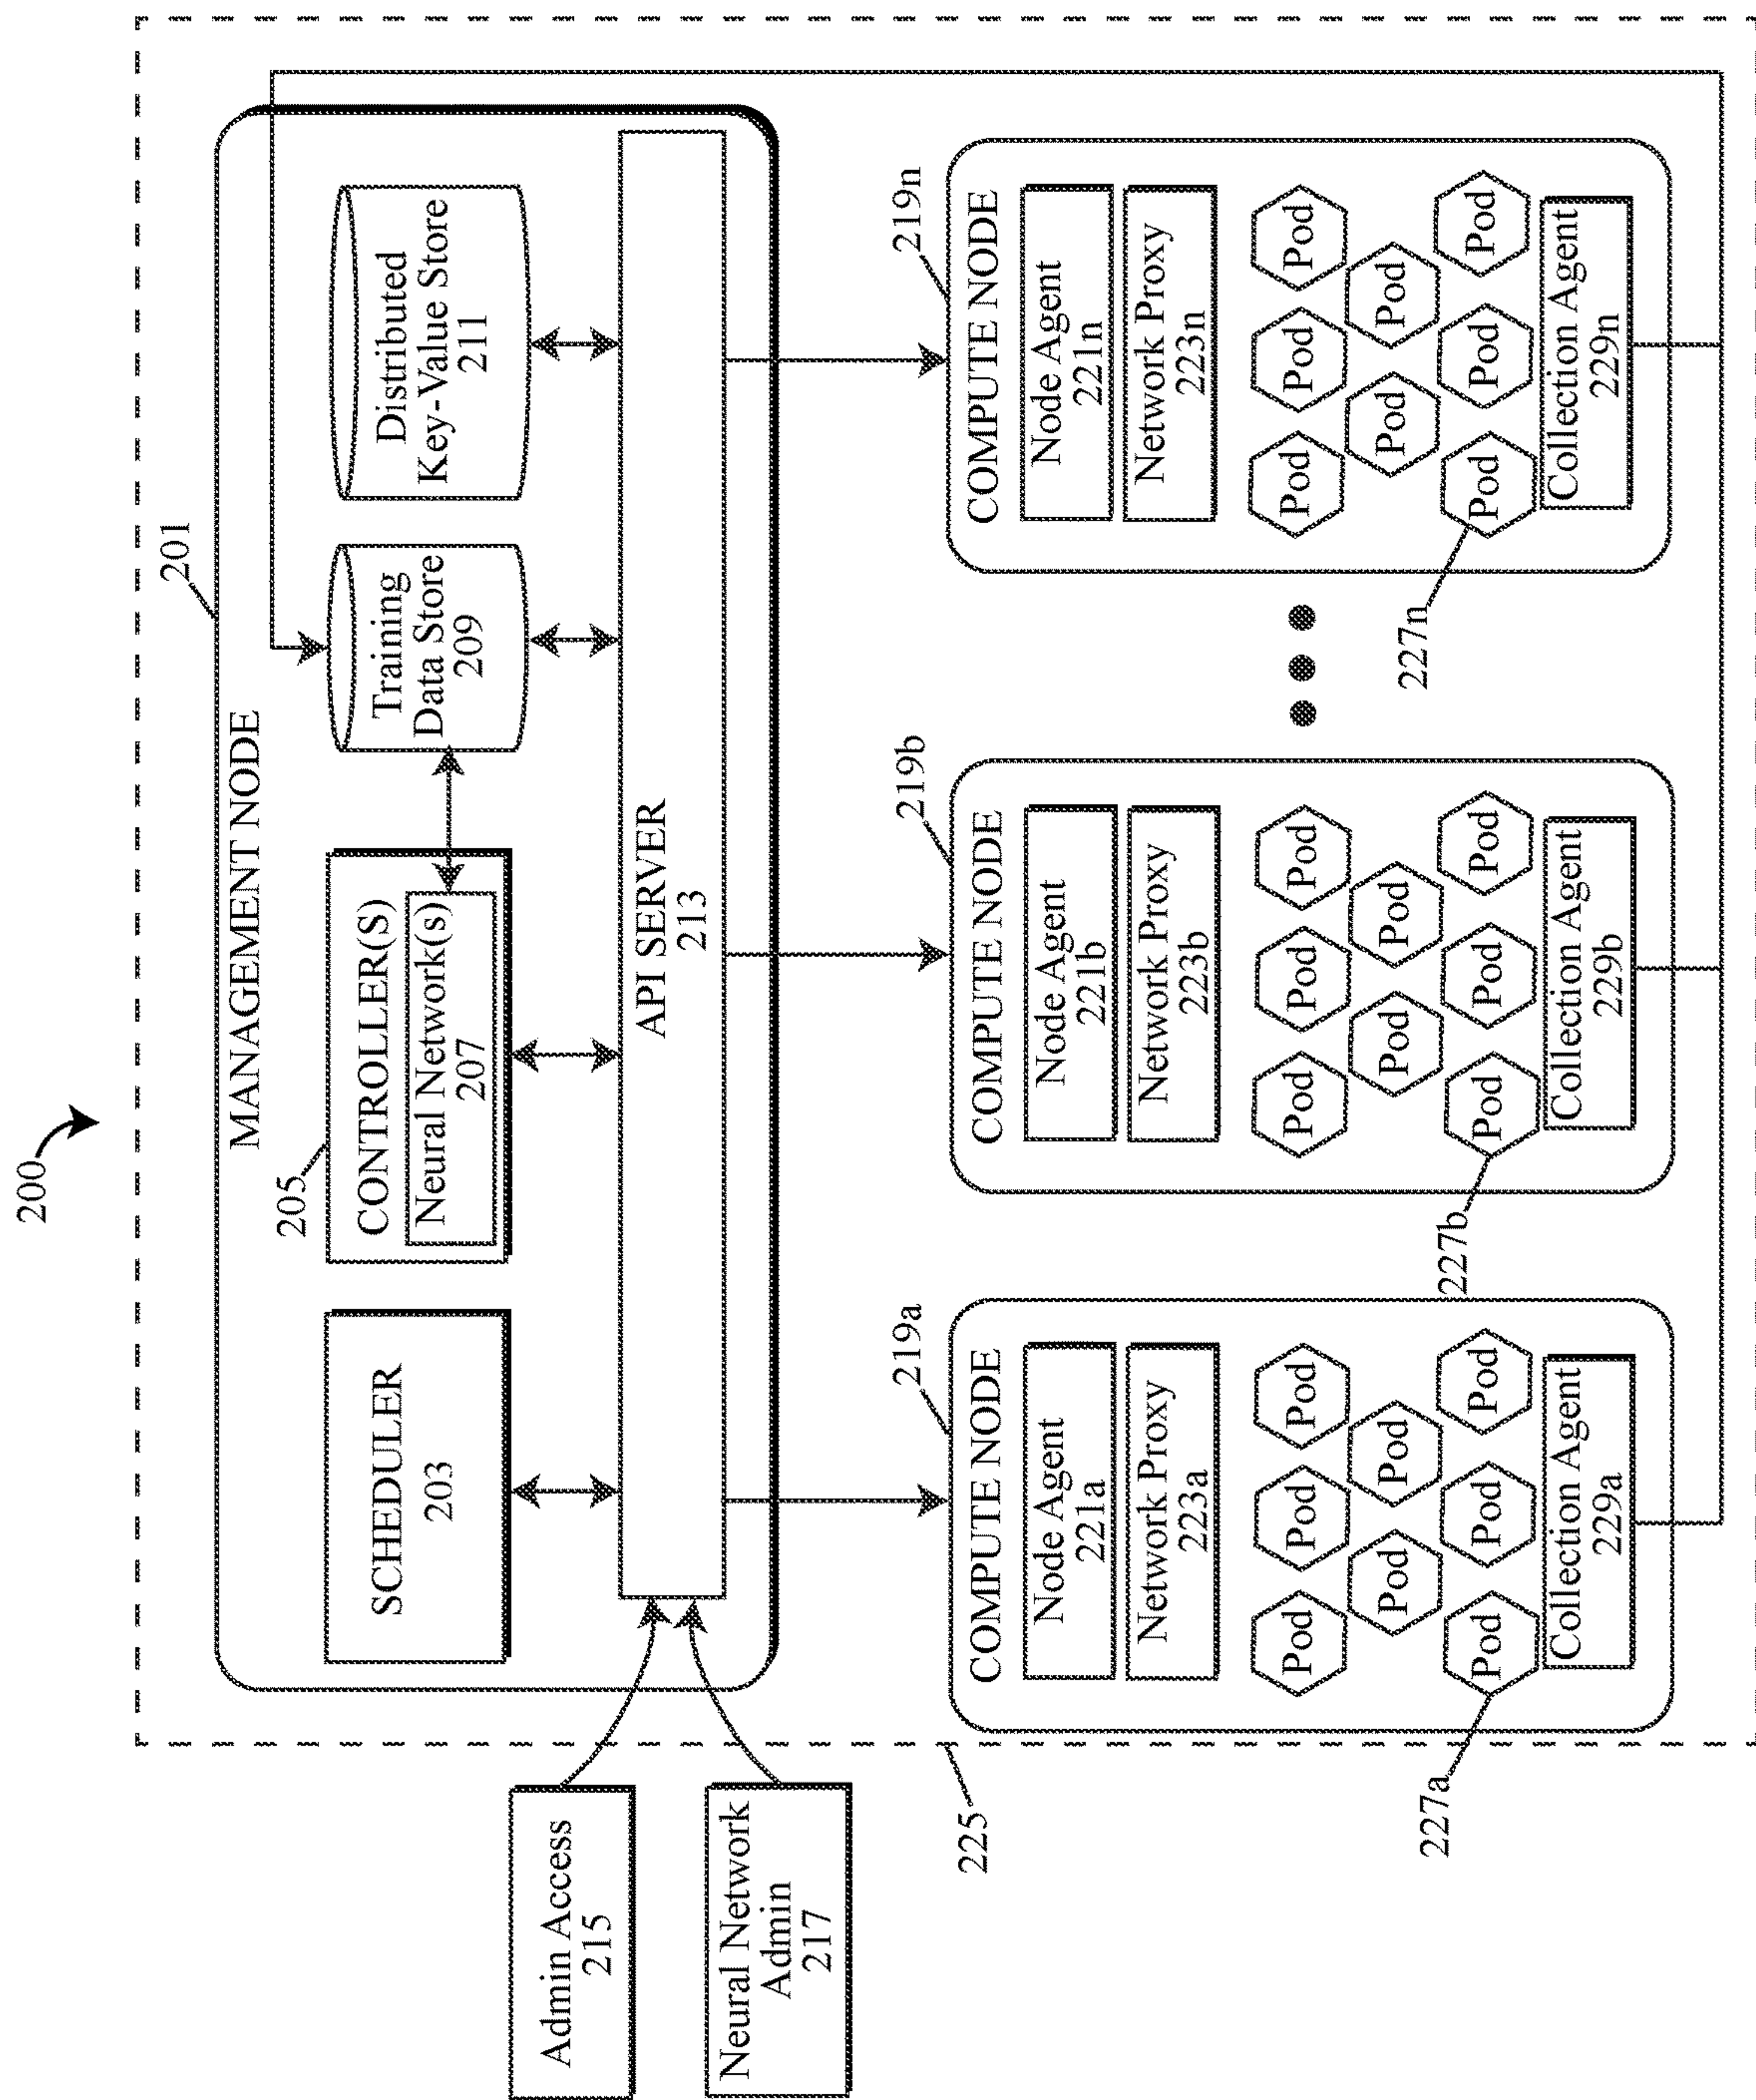 200
201
MANAGEMENT NODE
SCHEDULER
203
205
CONTROLLER(S)
Neural Network(s)
207
Training
Data Store
209
Distributed
Key-Value Store
211
API SERVER
213
Admin Access
215
Neural Network
Admin
217
225
219a
COMPUTE NODE
Node Agent
221a
Network Proxy
223a
Pod
Pod
Pod
Pod
Pod
Pod
Pod
Pod
227a
Collection Agent
229a
219b
COMPUTE NODE
Node Agent
221b
Network Proxy
223b
Pod
Pod
Pod
Pod
Pod
Pod
Pod
Pod
227b
Collection Agent
229b
219n
COMPUTE NODE
Node Agent
221n
Network Proxy
223n
Pod
Pod
Pod
Pod
Pod
Pod
Pod
Pod
227n
Collection Agent
229n